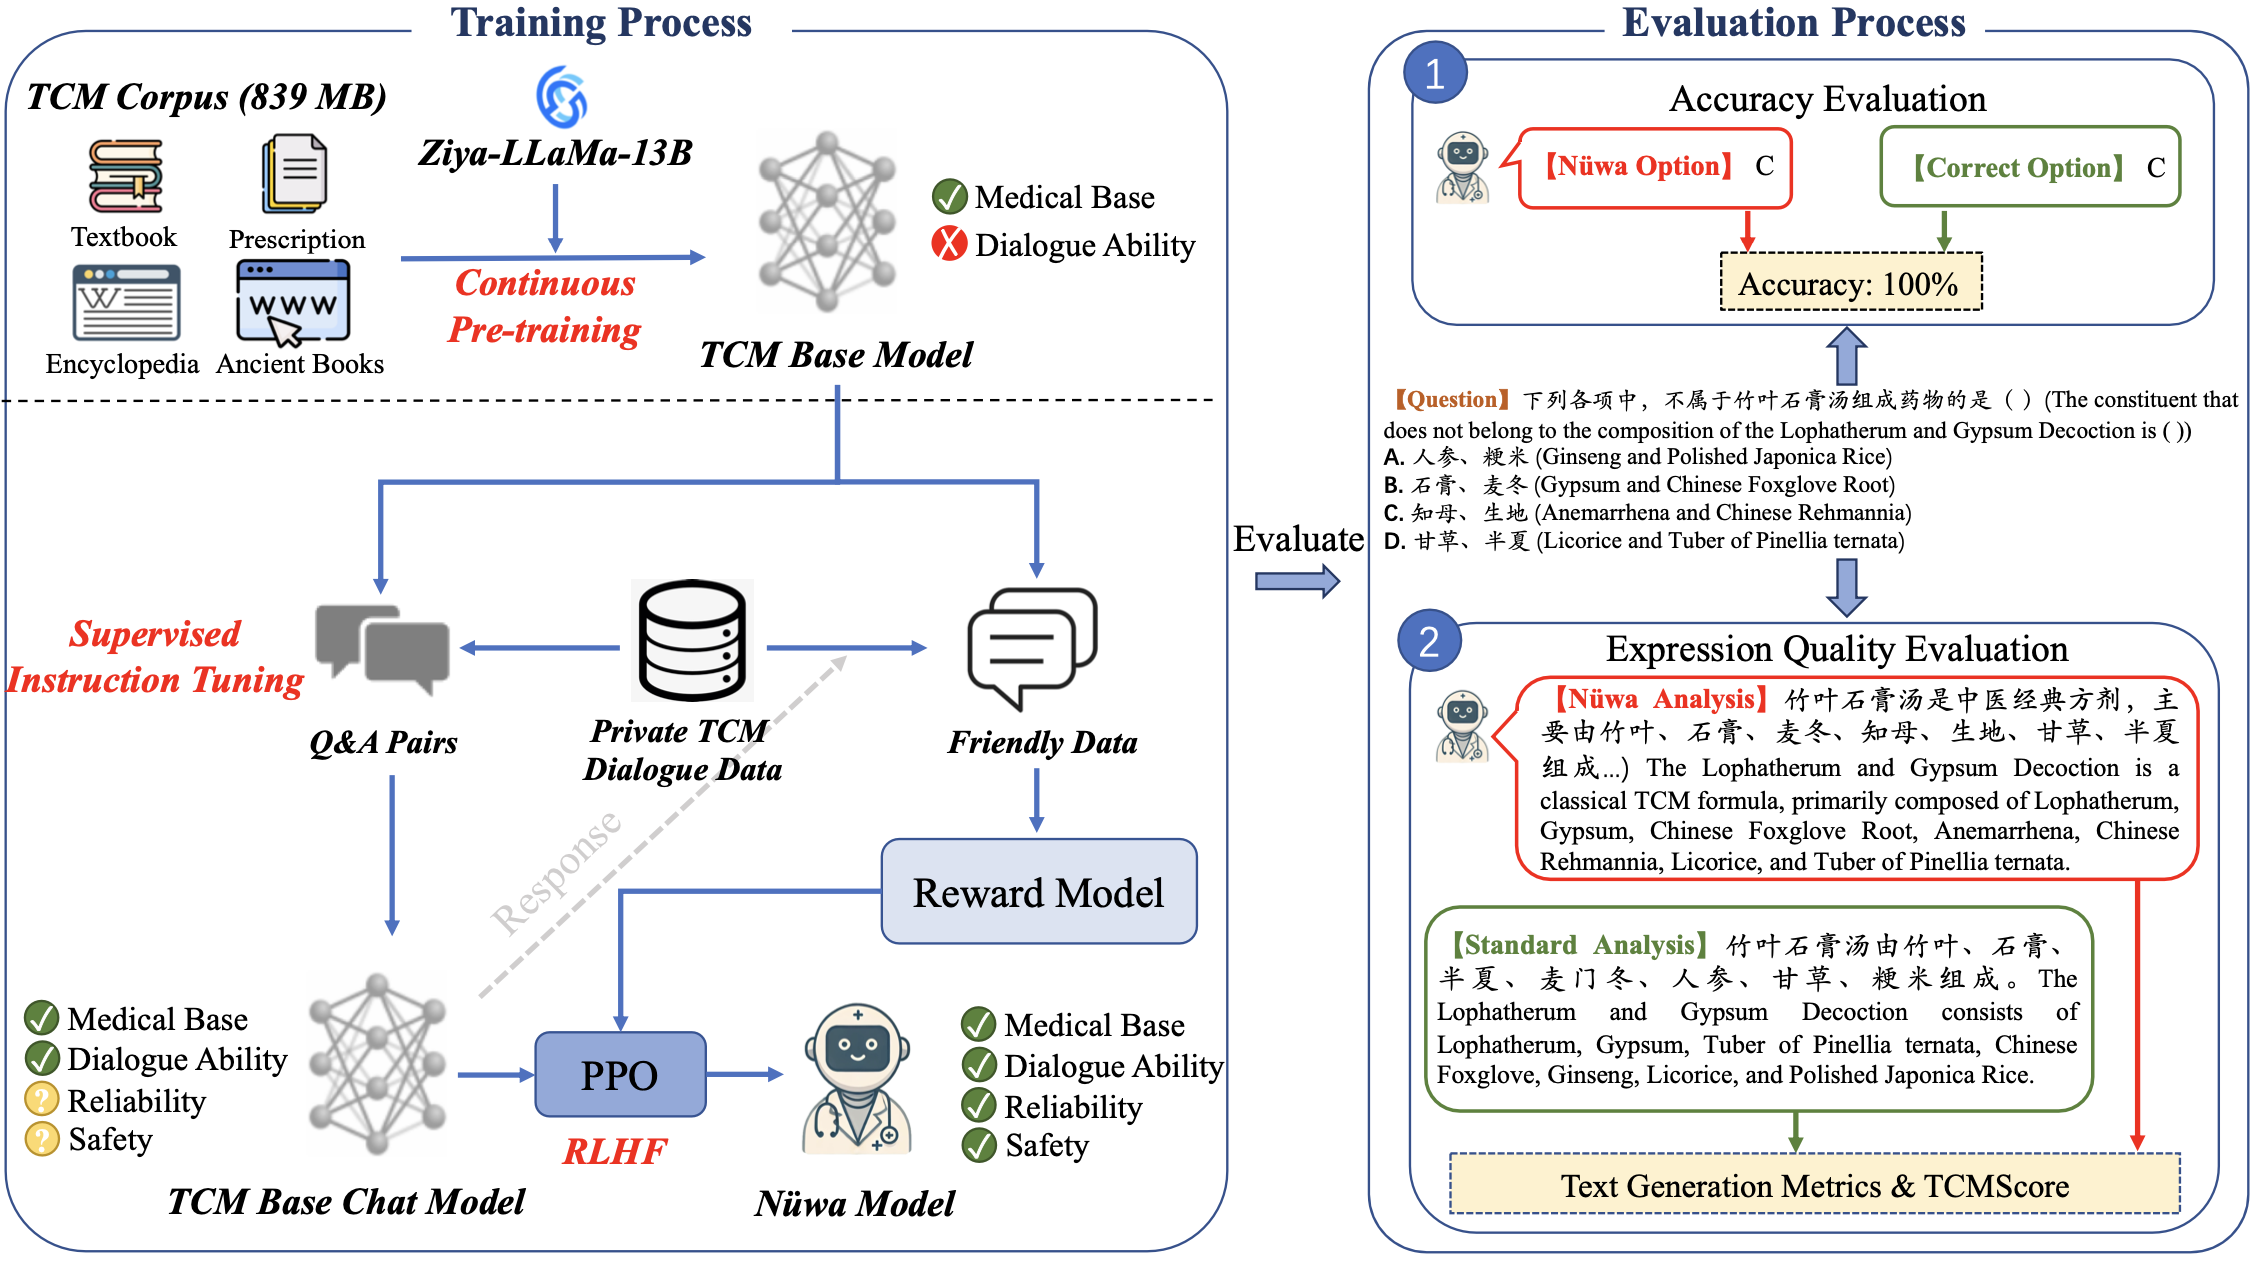 Training Process
TCM Corpus (839 MB)
Textbook
Prescription
Encyclopedia
Ancient Books
Ziya-LLaMa-13B
Continuous
Pre-training
TCM Base Model
Medical Base
Dialogue Ability
Supervised
Instruction Tuning
Q&A Pairs
Private TCM
Dialogue Data
Friendly Data
Response
Reward Model
Medical Base
Dialogue Ability
Reliability
Safety
TCM Base Chat Model
PPO
RLHF
Medical Base
Dialogue Ability
Reliability
Safety
Nüwa Model
Evaluate
Evaluation Process
1
Accuracy Evaluation
【Nüwa Option】 C
【Correct Option】 C
Accuracy: 100%
【Question】下列各项中，不属于竹叶石膏汤组成药物的是（ ）(The constituent that
does not belong to the composition of the Lophatherum and Gypsum Decoction is ( ))
A. 人参、粳米 (Ginseng and Polished Japonica Rice)
B. 石膏、麦冬 (Gypsum and Chinese Foxglove Root)
C. 知母、生地 (Anemarrhena and Chinese Rehmannia)
D. 甘草、半夏 (Licorice and Tuber of Pinellia ternata)
2
Expression Quality Evaluation
【Nüwa Analysis】竹叶石膏汤是中医经典方剂，主
要由竹叶、石膏、麦冬、知母、生地、甘草、半夏
组成...) The Lophatherum and Gypsum Decoction is a
classical TCM formula, primarily composed of Lophatherum,
Gypsum, Chinese Foxglove Root, Anemarrhena, Chinese
Rehmannia, Licorice, and Tuber of Pinellia ternata.
【Standard Analysis】竹叶石膏汤由竹叶、石膏、
半夏、麦门冬、人参、甘草、粳米组成。The
Lophatherum and Gypsum Decoction consists of
Lophatherum, Gypsum, Tuber of Pinellia ternata, Chinese
Foxglove, Ginseng, Licorice, and Polished Japonica Rice.
Text Generation Metrics & TCMScore